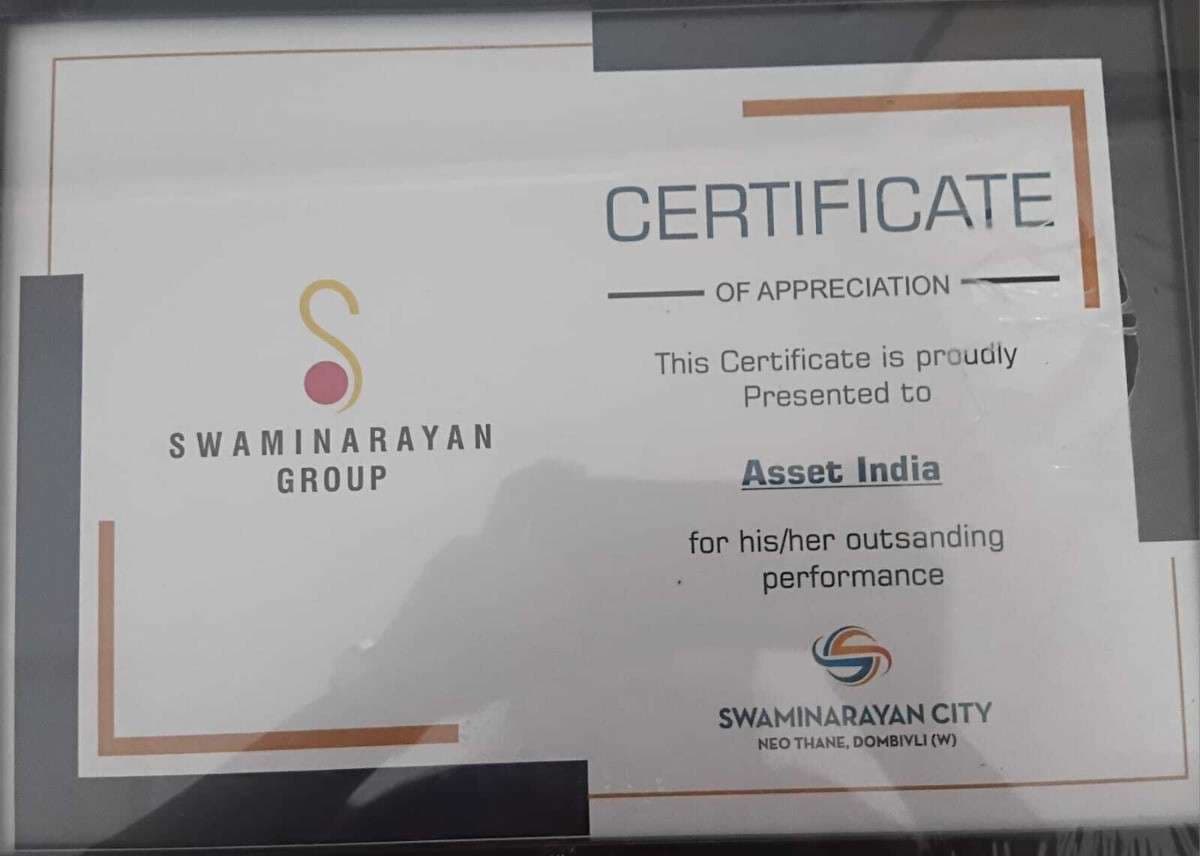 SWAMINARAYAN
GROUP
CERTIFICATE
OF APPRECIATION
This Certificate is proudly
Presented to
Asset India
for his/her outsanding
performance
SWAMINARAYAN CITY
NEO THANE, DOMBIVLI (W)